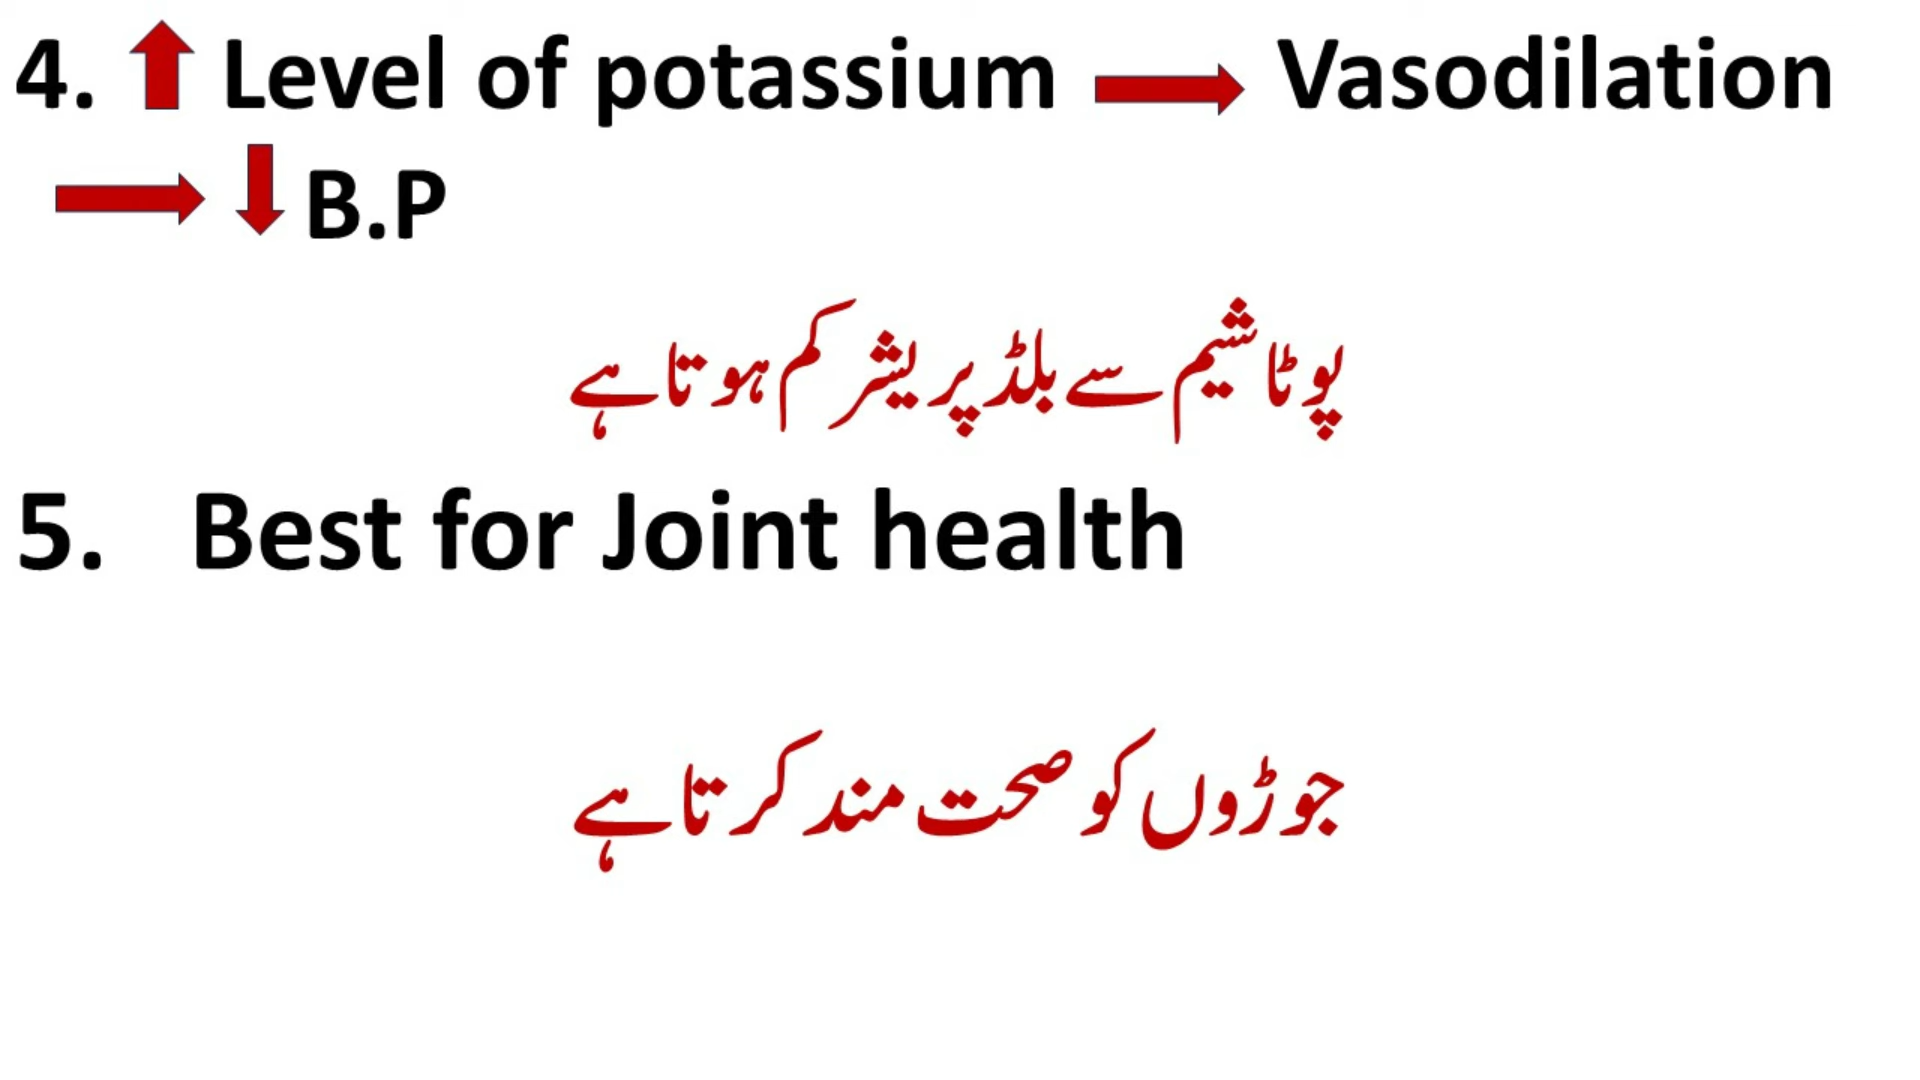 4. ↑ Level of potassium → Vasodilation
→ ↓ B.P
پوٹاشیم سے بلڈ پریشر کم ہوتا ہے
5. Best for Joint health
جوڑوں کو صحت مند کرتا ہے